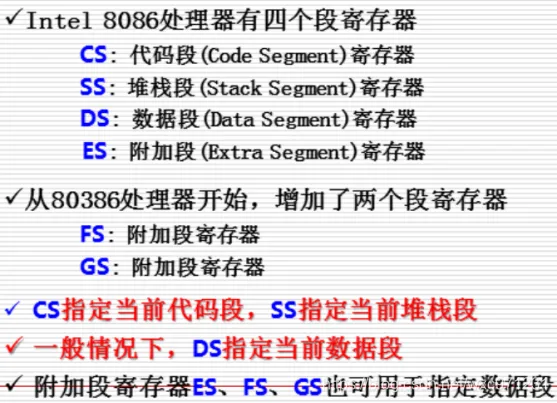 ✓Intel 8086处理器有四个段寄存器
CS: 代码段(Code Segment)寄存器
SS: 堆栈段(Stack Segment)寄存器
DS: 数据段(Data Segment)寄存器
ES: 附加段(Extra Segment)寄存器
✓从80386处理器开始，增加了两个段寄存器
FS: 附加段寄存器
GS: 附加段寄存器
✓ CS指定当前代码段，SS指定当前堆栈段
✓ 一般情况下，DS指定当前数据段
✓ 附加段寄存器ES、FS、GS也可用于指定数据段